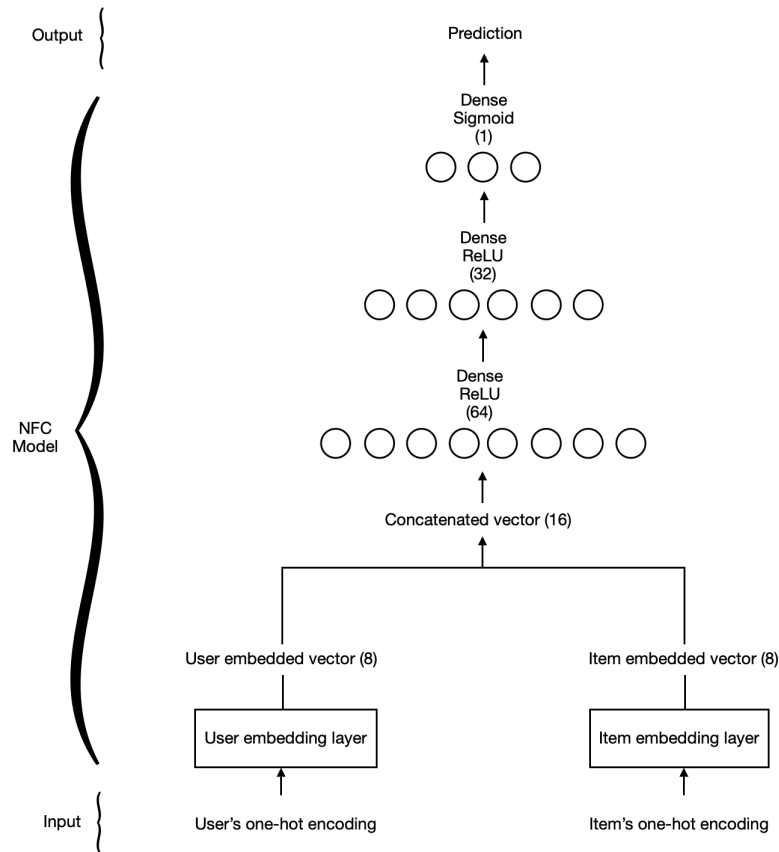 Output
Prediction
Dense
Sigmoid
(1)
Dense
ReLU
(32)
Dense
ReLU
(64)
NFC
Model
Concatenated vector (16)
User embedded vector (8)
Item embedded vector (8)
User embedding layer
Item embedding layer
Input
User's one-hot encoding
Item's one-hot encoding